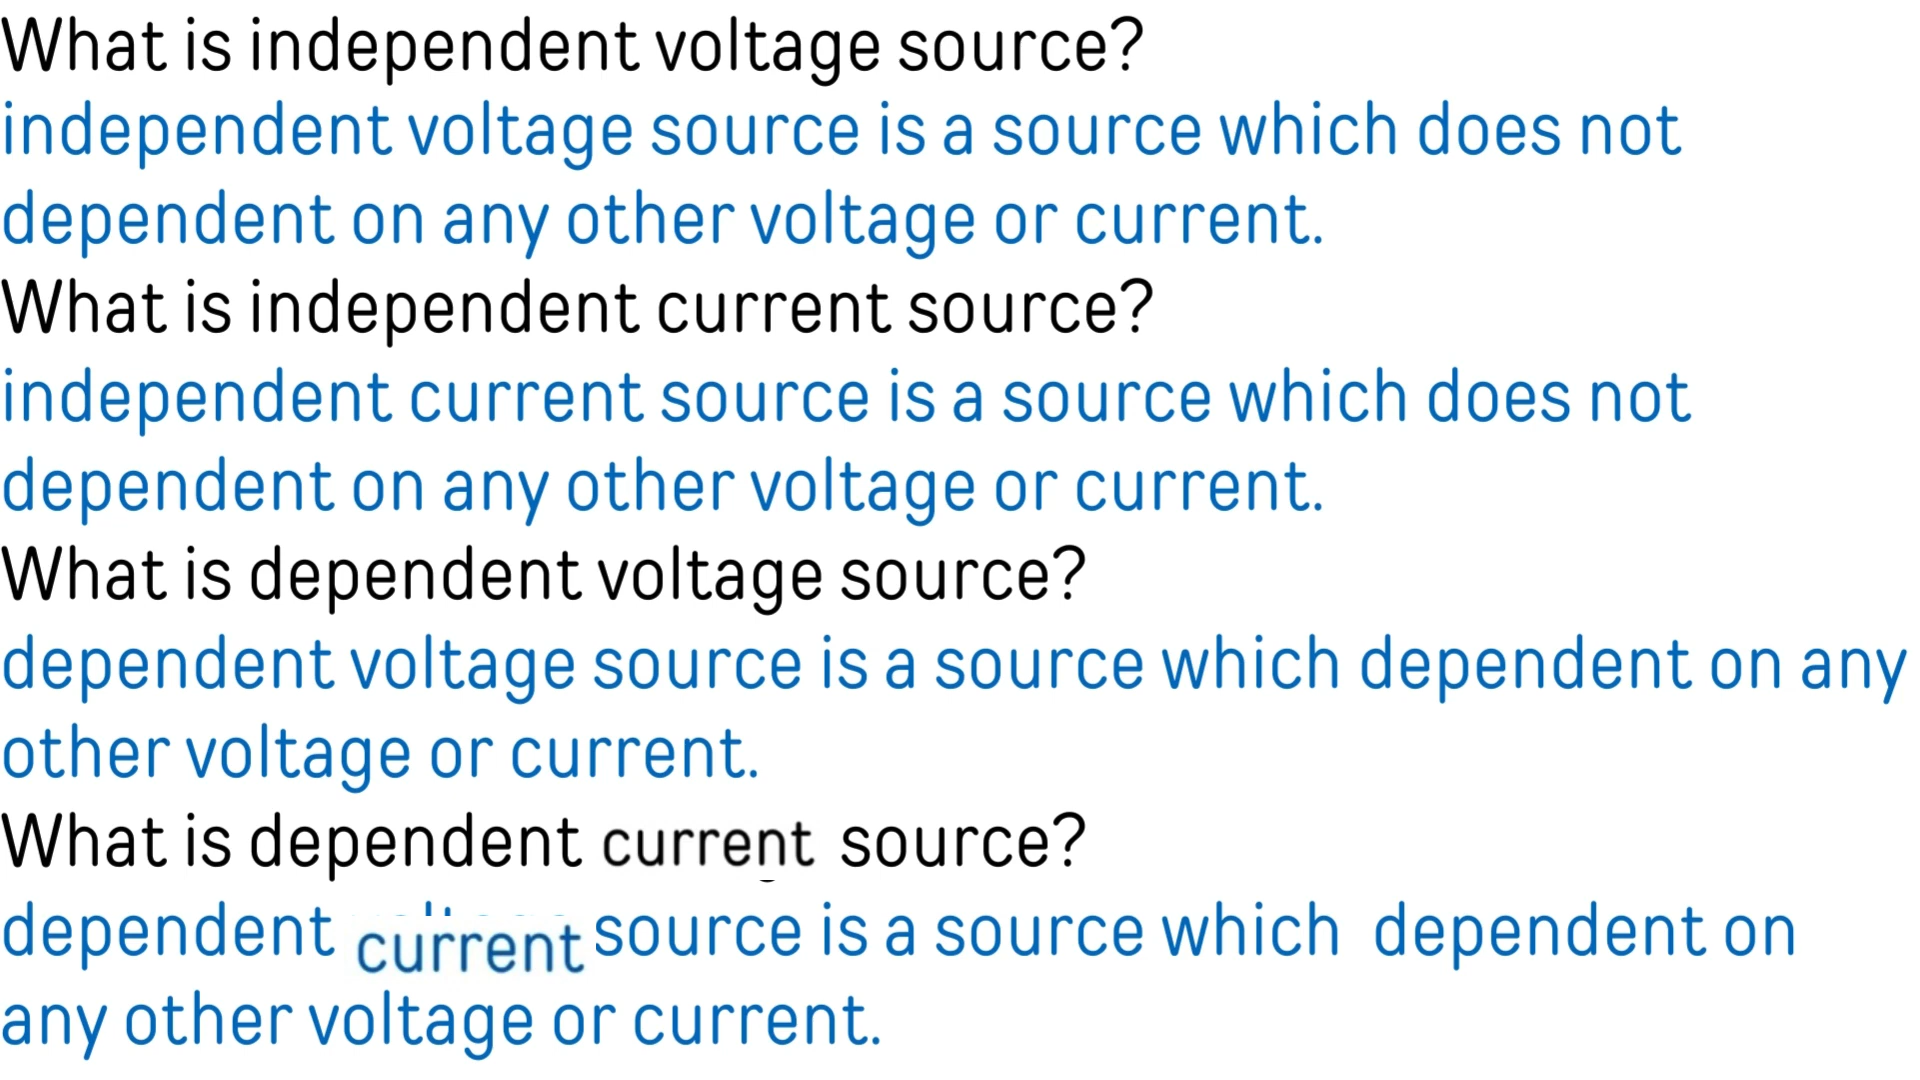 What is independent voltage source?
independent voltage source is a source which does not
dependent on any other voltage or current.
What is independent current source?
independent current source is a source which does not
dependent on any other voltage or current.
What is dependent voltage source?
dependent voltage source is a source which dependent on any
other voltage or current.
What is dependent current source?
dependent current source is a source which dependent on
any other voltage or current.